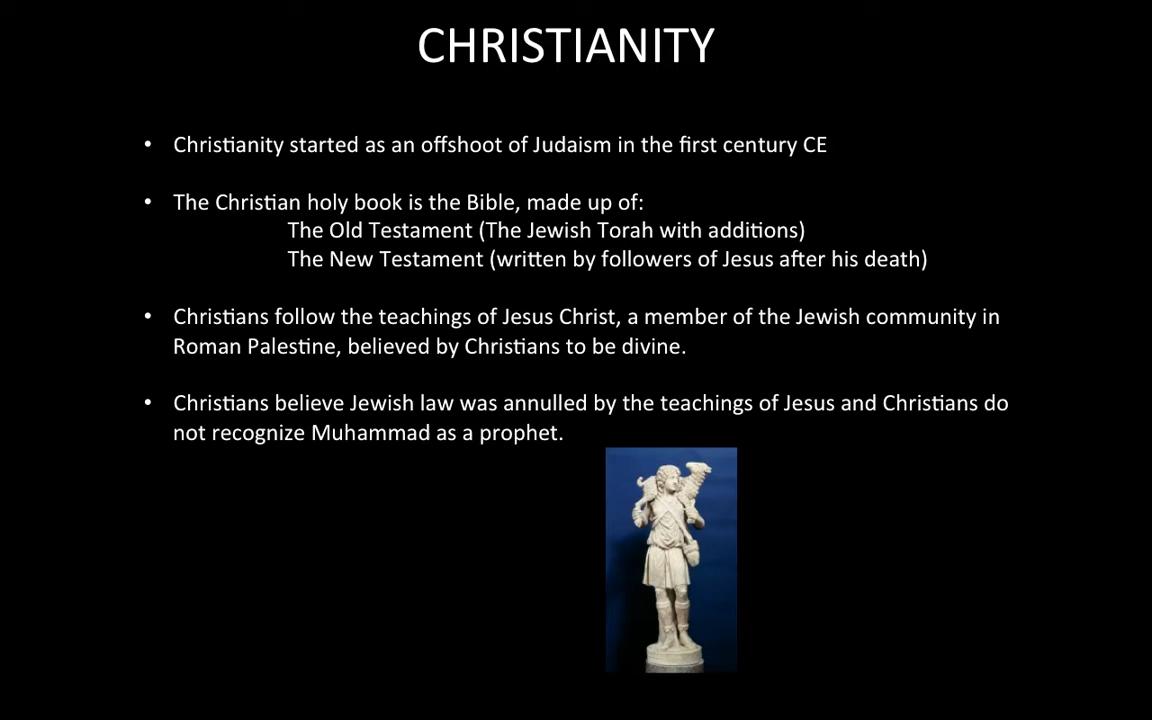 CHRISTIANITY
• Christianity started as an offshoot of Judaism in the first century CE
• The Christian holy book is the Bible, made up of:
The Old Testament (The Jewish Torah with additions)
The New Testament (written by followers of Jesus after his death)
• Christians follow the teachings of Jesus Christ, a member of the Jewish community in
Roman Palestine, believed by Christians to be divine.
• Christians believe Jewish law was annulled by the teachings of Jesus and Christians do
not recognize Muhammad as a prophet.